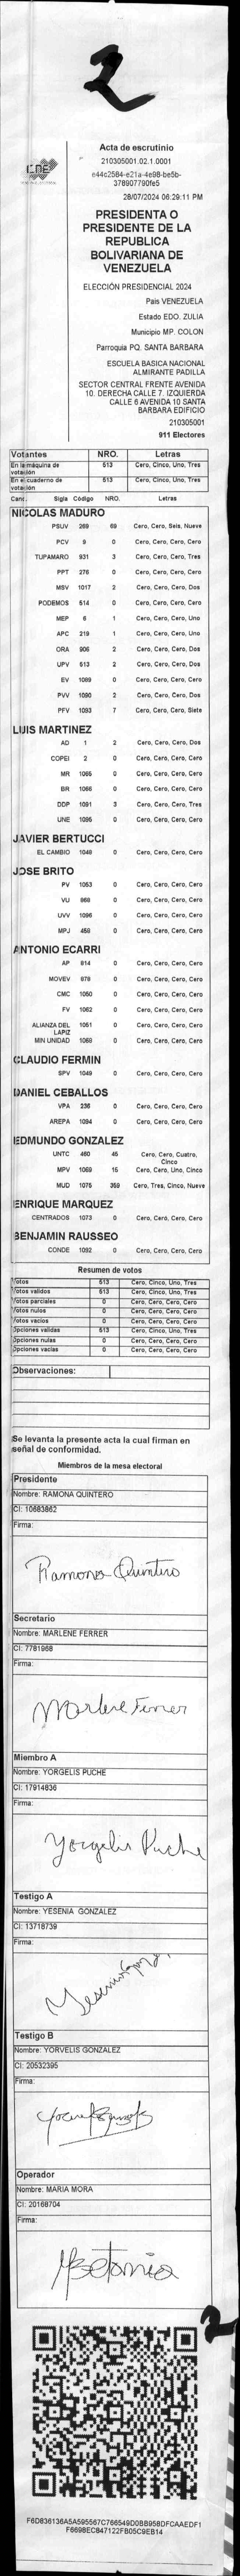 2
CDE
Acta de escrutinio
210305001.02.1.0001
e44c2584-e21a-4e98-be5b-
378907790fe5
28/07/2024 06:29:11 PM
PRESIDENTA O
PRESIDENTE DE LA
REPUBLICA
BOLIVARIANA DE
VENEZUELA
ELECCIÓN PRESIDENCIAL 2024
Pais VENEZUELA
Estado EDO. ZULIA
Municipio MP. COLON
Parroquia PQ. SANTA BARBARA
ESCUELA BASICA NACIONAL
ALMIRANTE PADILLA
SECTOR CENTRAL FRENTE AVENIDA
10. DERECHA CALLE 7. IZQUIERDA
CALLE 6 AVENIDA 10 SANTA
BARBARA EDIFICIO
210305001
911 Electores
Votantes NRO. Letras
En la máquina de votación 513 Cero, Cinco, Uno, Tres
En el cuaderno de votación 513 Cero, Cinco, Uno, Tres
Cand. Sigla Código NRO. Letras
NICOLAS MADURO
PSUV 269 69 Cero, Cero, Seis, Nueve
PCV 9 0 Cero, Cero, Cero, Cero
TUPAMARO 931 3 Cero, Cero, Cero, Tres
PPT 276 0 Cero, Cero, Cero, Cero
MSV 1017 2 Cero, Cero, Cero, Dos
PODEMOS 514 0 Cero, Cero, Cero, Cero
MEP 6 1 Cero, Cero, Cero, Uno
APC 219 1 Cero, Cero, Cero, Uno
ORA 906 2 Cero, Cero, Cero, Dos
UPV 513 2 Cero, Cero, Cero, Dos
EV 1089 0 Cero, Cero, Cero, Cero
PVV 1090 2 Cero, Cero, Cero, Dos
PFV 1093 7 Cero, Cero, Cero, Siete
LUIS MARTINEZ
AD 1 2 Cero, Cero, Cero, Dos
COPEI 2 0 Cero, Cero, Cero, Cero
MR 1065 0 Cero, Cero, Cero, Cero
BR 1066 0 Cero, Cero, Cero, Cero
DDP 1091 3 Cero, Cero, Cero, Tres
UNE 1095 0 Cero, Cero, Cero, Cero
JAVIER BERTUCCI
EL CAMBIO 1048 0 Cero, Cero, Cero, Cero
JOSE BRITO
PV 1053 0 Cero, Cero, Cero, Cero
VU 868 0 Cero, Cero, Cero, Cero
UVV 1096 0 Cero, Cero, Cero, Cero
MPJ 458 0 Cero, Cero, Cero, Cero
ANTONIO ECARRI
AP 814 0 Cero, Cero, Cero, Cero
MOVEV 878 0 Cero, Cero, Cero, Cero
CMC 1050 0 Cero, Cero, Cero, Cero
FV 1062 0 Cero, Cero, Cero, Cero
ALIANZA DEL LAPIZ 1051 0 Cero, Cero, Cero, Cero
MIN UNIDAD 1068 0 Cero, Cero, Cero, Cero
CLAUDIO FERMIN
SPV 1049 0 Cero, Cero, Cero, Cero
DANIEL CEBALLOS
VPA 236 0 Cero, Cero, Cero, Cero
AREPA 1094 0 Cero, Cero, Cero, Cero
EDMUNDO GONZALEZ
UNTC 460 45 Cero, Cero, Cuatro, Cinco
MPV 1069 15 Cero, Cero, Uno, Cinco
MUD 1075 359 Cero, Tres, Cinco, Nueve
ENRIQUE MARQUEZ
CENTRADOS 1073 0 Cero, Cero, Cero, Cero
BENJAMIN RAUSSEO
CONDE 1092 0 Cero, Cero, Cero, Cero
Resumen de votos
Votos 513 Cero, Cinco, Uno, Tres
Votos validos 513 Cero, Cinco, Uno, Tres
Votos parciales 0 Cero, Cero, Cero, Cero
Votos nulos 0 Cero, Cero, Cero, Cero
Votos vacios 0 Cero, Cero, Cero, Cero
Opciones validas 513 Cero, Cinco, Uno, Tres
Opciones nulas 0 Cero, Cero, Cero, Cero
Opciones vacias 0 Cero, Cero, Cero, Cero
Observaciones:
Se levanta la presente acta la cual firman en
señal de conformidad.
Miembros de la mesa electoral
Presidente
Nombre: RAMONA QUINTERO
CI: 10683862
Firma:
Ramona Quintero
Secretario
Nombre: MARLENE FERRER
CI: 7781968
Firma:
Marlene Ferrer
Miembro A
Nombre: YORGELIS PUCHE
CI: 17914836
Firma:
Yorgelis Puche
Testigo A
Nombre: YESENIA GONZALEZ
CI: 13718739
Firma:
Testigo B
Nombre: YORVELIS GONZALEZ
CI: 20532395
Firma:
Operador
Nombre: MARIA MORA
CI: 20168704
Firma:
2
F6D836136A5A595567C766549D0BB958DFCAAEDF1
F6698EC847122FB05C9EB14